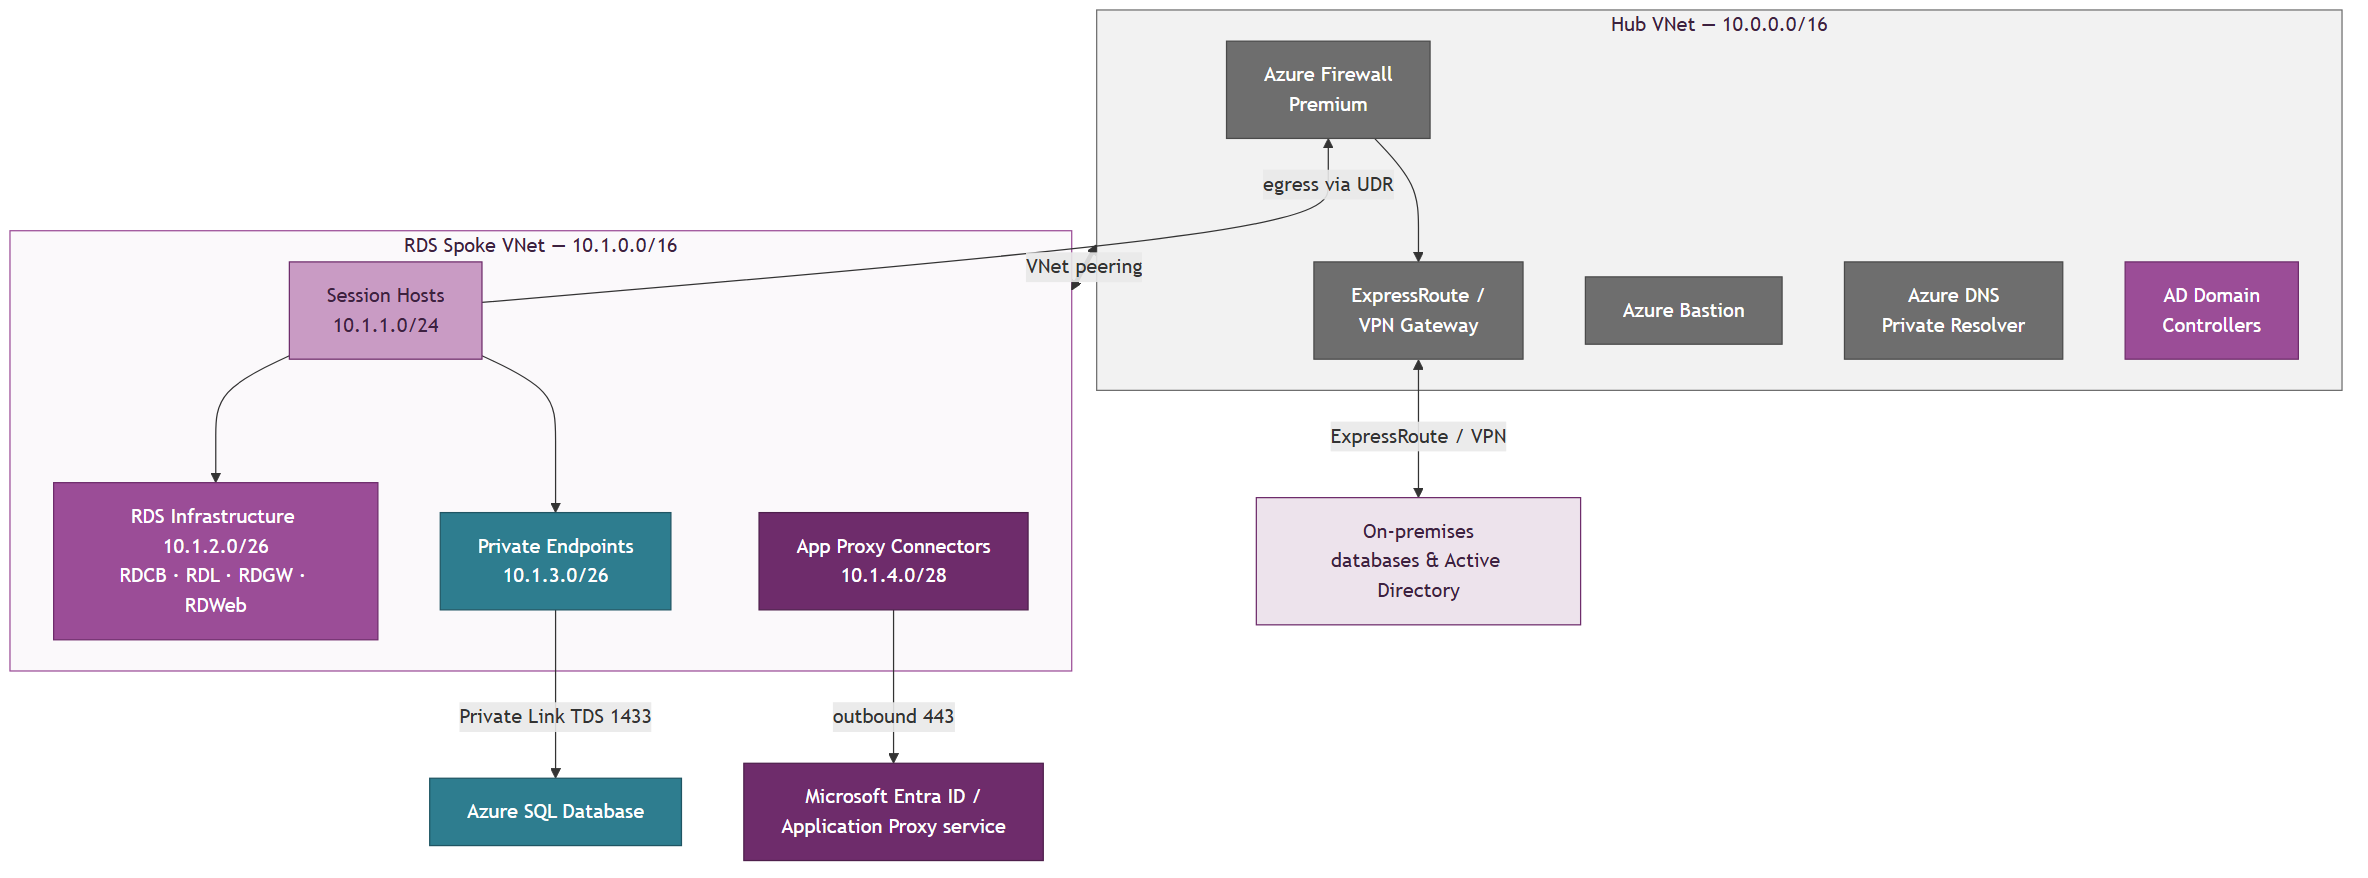 Hub VNet — 10.0.0.0/16
Azure Firewall
Premium
egress via UDR
RDS Spoke VNet — 10.1.0.0/16
VNet peering
Session Hosts
10.1.1.0/24
ExpressRoute /
VPN Gateway
Azure Bastion
Azure DNS
Private Resolver
AD Domain
Controllers
ExpressRoute / VPN
RDS Infrastructure
10.1.2.0/26
RDCB · RDL · RDGW ·
RDWeb
Private Endpoints
10.1.3.0/26
App Proxy Connectors
10.1.4.0/28
On-premises
databases & Active
Directory
Private Link TDS 1433
outbound 443
Azure SQL Database
Microsoft Entra ID /
Application Proxy service